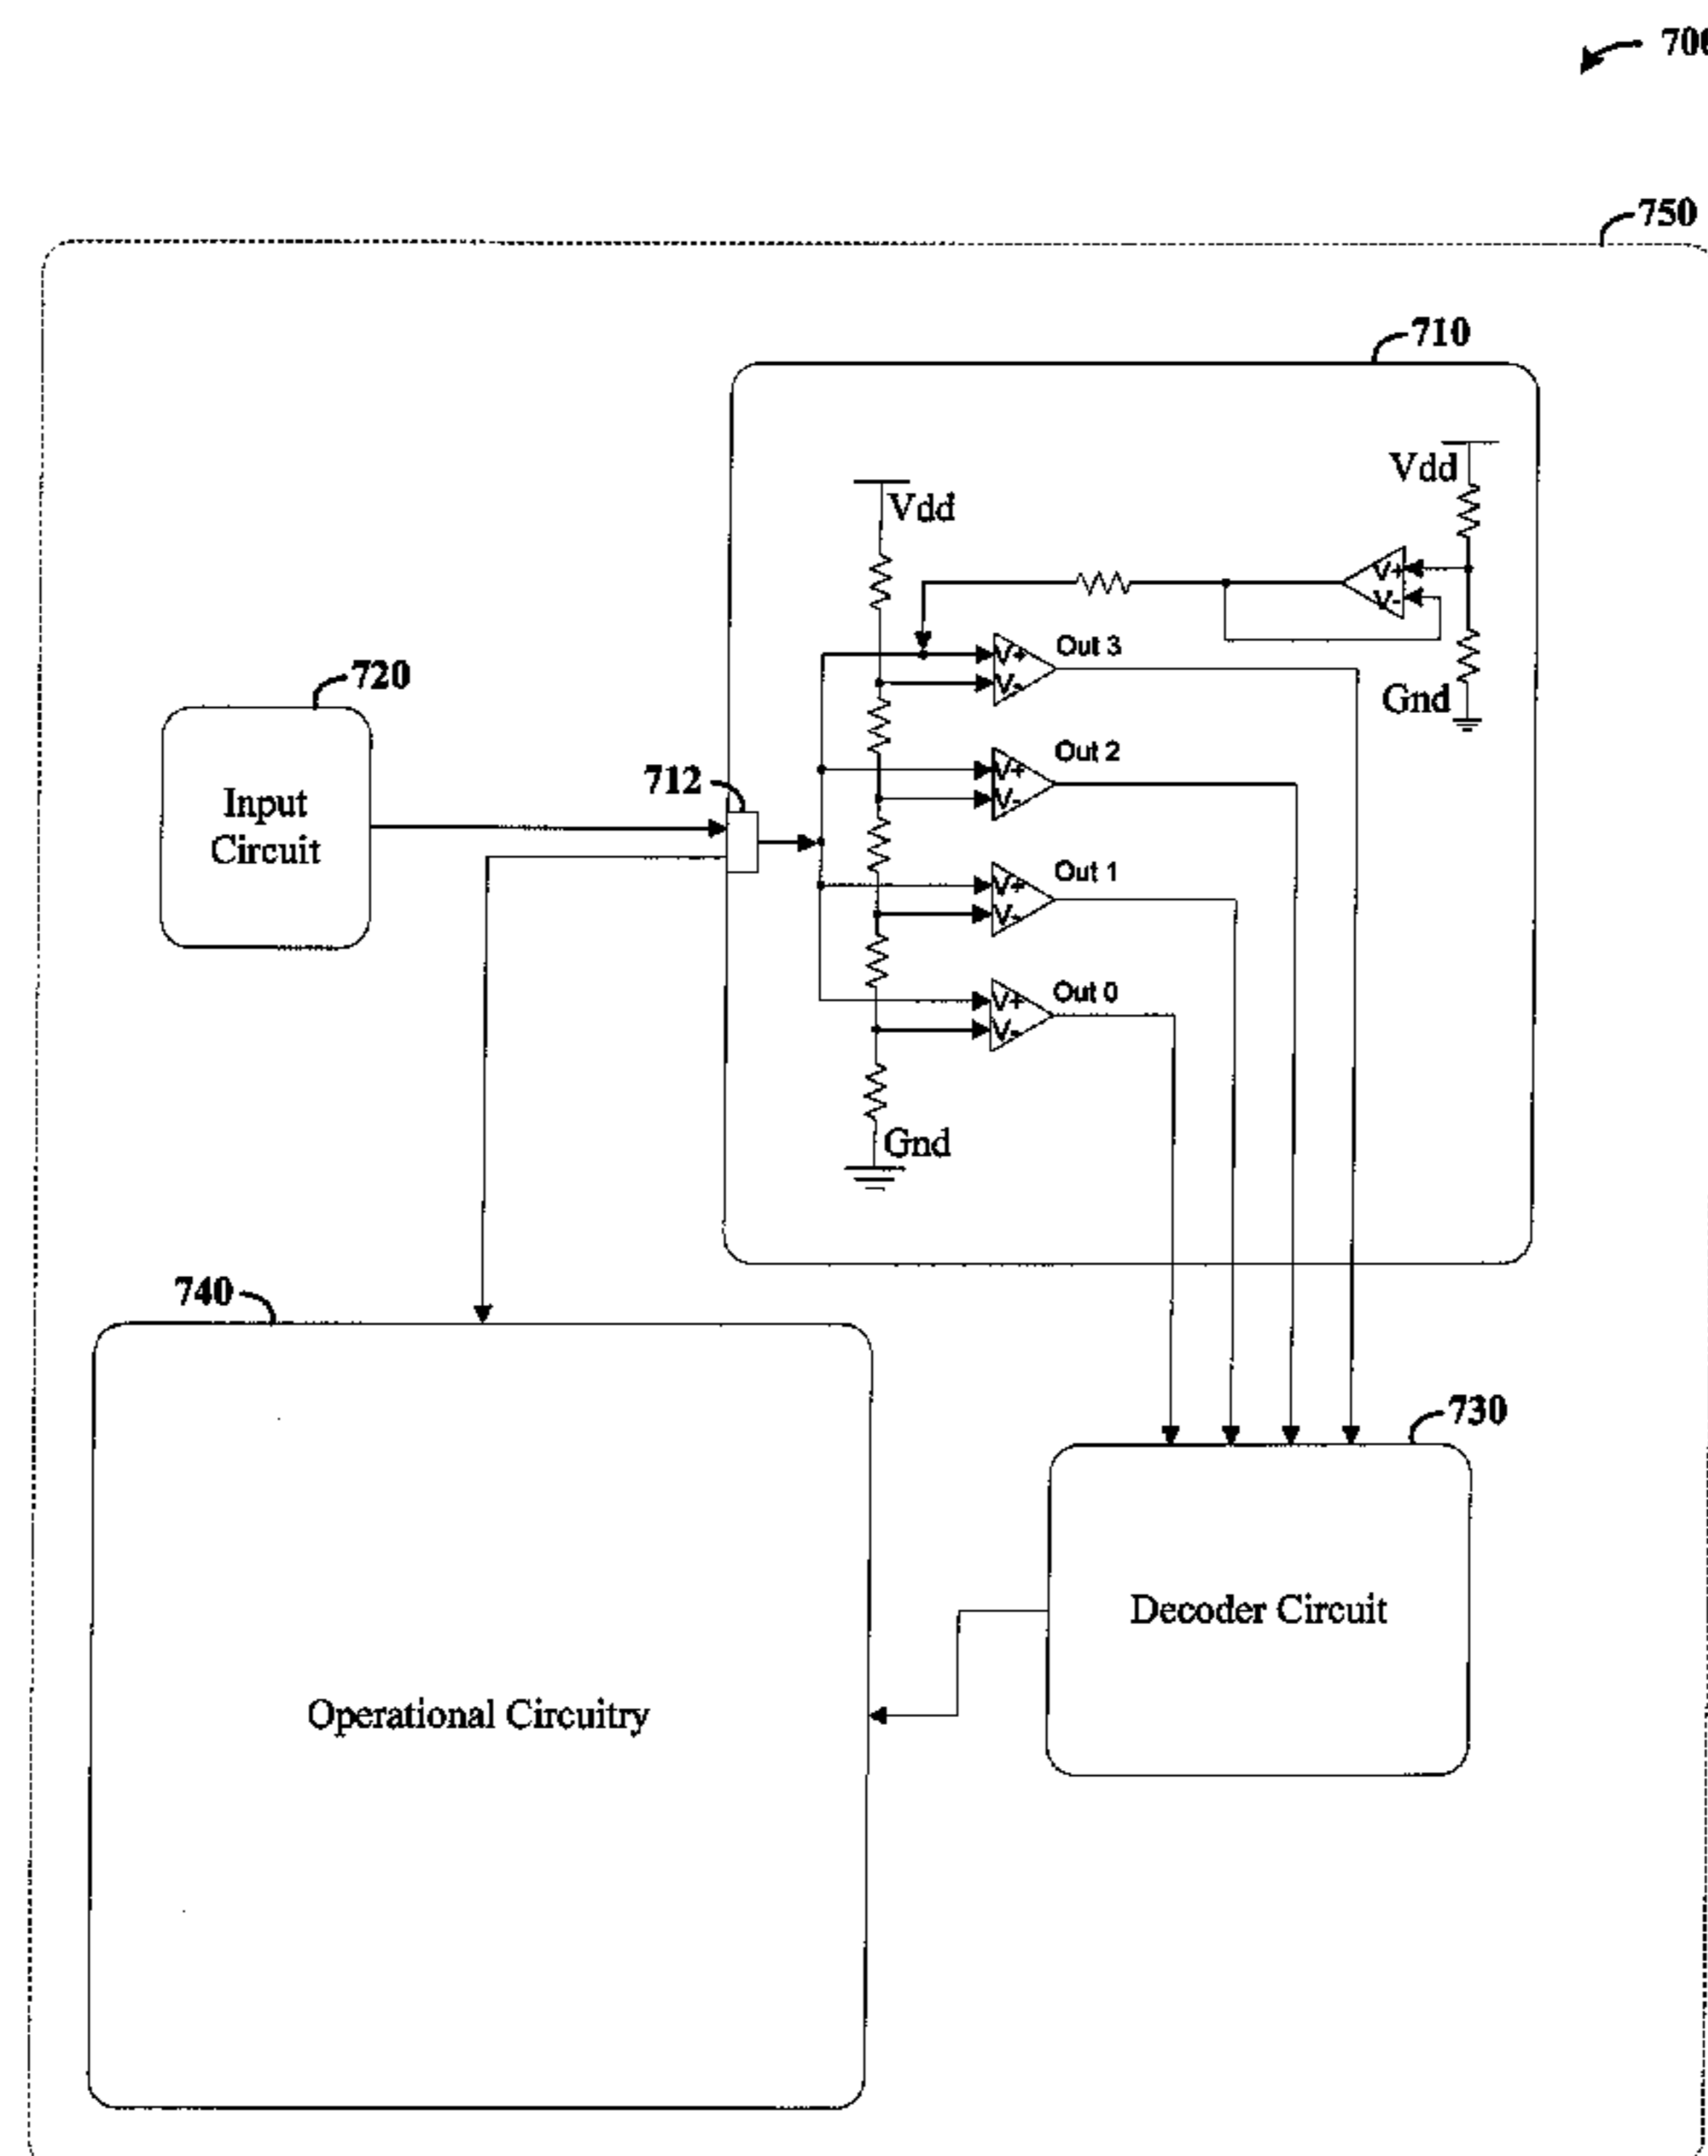 700
750
710
Vdd
Vdd
V+
V-
Out 3
V+
V-
Gnd
720
Out 2
V+
V-
712
Input
Circuit
Out 1
V+
V-
Out 0
V+
V-
Gnd
740
730
Decoder Circuit
Operational Circuitry